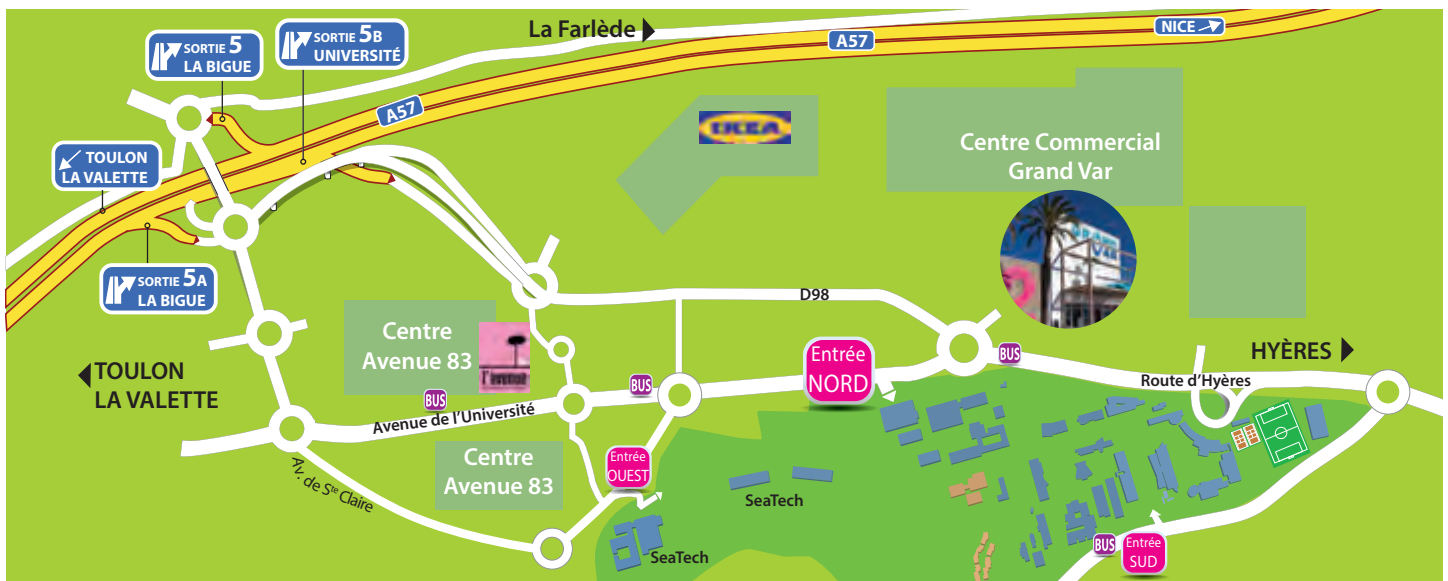 La Farlède
SORTIE 5
LA BIGUE
SORTIE 5B
UNIVERSITÉ
A57
NICE
A57
IKEA
Centre Commercial
Grand Var
TOULON
LA VALETTE
GRAND
VAR
SORTIE 5A
LA BIGUE
D98
Centre
Avenue 83
l'avenue
Entrée
NORD
BUS
HYÈRES
TOULON
LA VALETTE
BUS
BUS
Route d'Hyères
Avenue de l'Université
Centre
Avenue 83
Entrée
OUEST
Av. de Ste Claire
SeaTech
SeaTech
BUS
Entrée
SUD